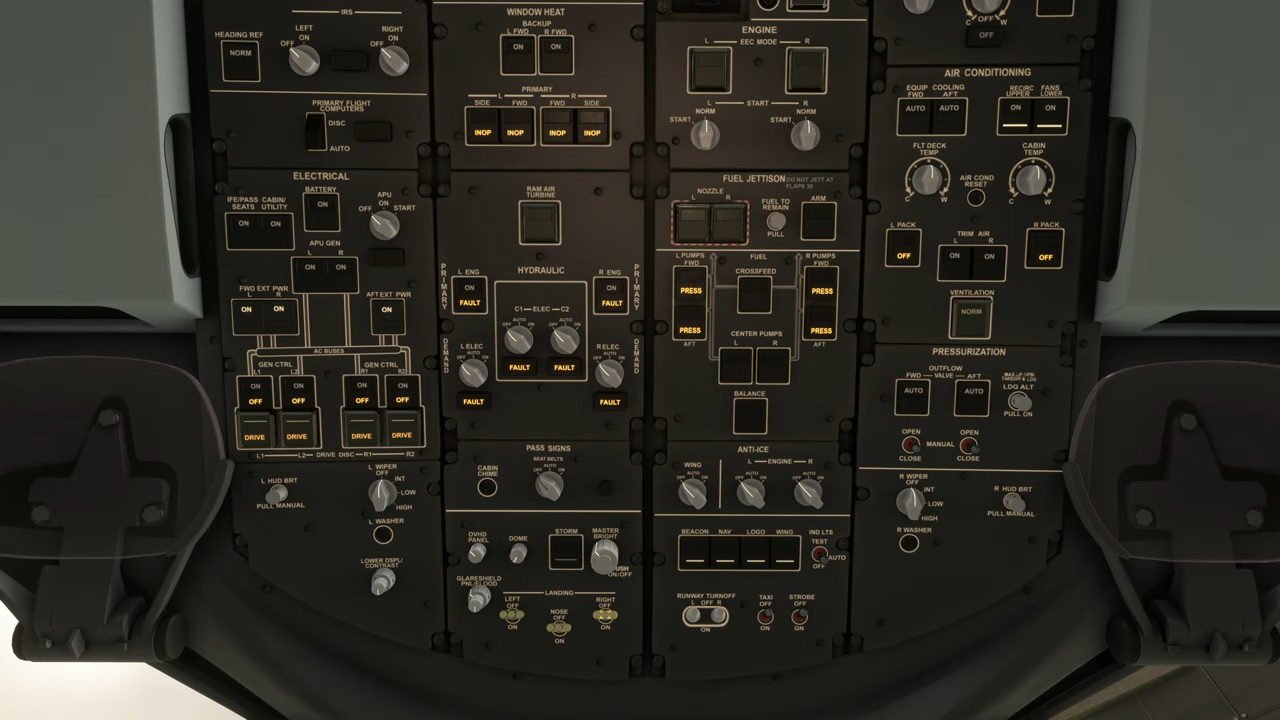 IRS
LEFT
RIGHT
HEADING REF
ON
ON
OFF
OFF
NORM
PRIMARY FLIGHT
COMPUTERS
DISC
AUTO
ELECTRICAL
BATTERY
APU
IFE/PASS
SEATS
CABIN/
UTILITY
ON
OFF
ON
START
ON
ON
APU GEN
L
R
ON
ON
FWD EXT PWR
L
R
AFT EXT PWR
ON
ON
ON
AC BUSES
GEN CTRL
GEN CTRL
L1
L2
R1
R2
ON
ON
ON
ON
OFF
OFF
OFF
OFF
DRIVE
DRIVE
DRIVE
DRIVE
L1
L2
DRIVE DISC
R1
R2
L HUD BRT
PULL MANUAL
L WIPER
OFF
INT
LOW
HIGH
L WASHER
LOWER DSPL/
CONTRAST
WINDOW HEAT
BACKUP
L FWD
R FWD
ON
ON
PRIMARY
L
R
SIDE
FWD
FWD
SIDE
INOP
INOP
INOP
INOP
RAM AIR
TURBINE
HYDRAULIC
PRIMARY
L ENG
R ENG
PRIMARY
ON
FAULT
ON
FAULT
C1 ELEC C2
AUTO
OFF
ON
AUTO
OFF
ON
FAULT
FAULT
DEMAND
L ELEC
AUTO
OFF
ON
FAULT
R ELEC
AUTO
OFF
ON
FAULT
DEMAND
PASS SIGNS
CABIN
CHIME
SEAT BELTS
AUTO
OFF
ON
OVHD
PANEL
DOME
STORM
MASTER
BRIGHT
PUSH
ON/OFF
GLARESHIELD
PNL/FLOOD
LANDING
LEFT
OFF
ON
NOSE
OFF
ON
RIGHT
OFF
ON
ENGINE
L
EEC MODE
R
L
START
R
NORM
NORM
START
START
FUEL JETTISON
DO NOT JETT AT
FLAPS 30
NOZZLE
L
R
FUEL TO
REMAIN
PULL
ARM
L PUMPS
FWD
FUEL
R PUMPS
FWD
CROSSFEED
PRESS
PRESS
PRESS
PRESS
AFT
AFT
CENTER PUMPS
L
R
BALANCE
ANTI-ICE
WING
L
ENGINE
R
AUTO
OFF
ON
AUTO
OFF
ON
AUTO
OFF
ON
BEACON
NAV
LOGO
WING
IND LTS
TEST
AUTO
OFF
RUNWAY TURNOFF
L
OFF
R
ON
TAXI
OFF
ON
STROBE
OFF
ON
C
OFF
W
OFF
AIR CONDITIONING
EQUIP COOLING
FWD
AFT
RECIRC FANS
UPPER
LOWER
AUTO
AUTO
ON
ON
FLT DECK
TEMP
CABIN
TEMP
C
W
AIR COND
RESET
C
W
L PACK
OFF
TRIM AIR
L
R
ON
ON
R PACK
OFF
VENTILATION
NORM
PRESSURIZATION
OUTFLOW
FWD
VALVE
AFT
AUTO
AUTO
LDG ALT
PULL ON
OPEN
CLOSE
MANUAL
OPEN
CLOSE
R WIPER
OFF
INT
LOW
HIGH
R WASHER
R HUD BRT
PULL MANUAL